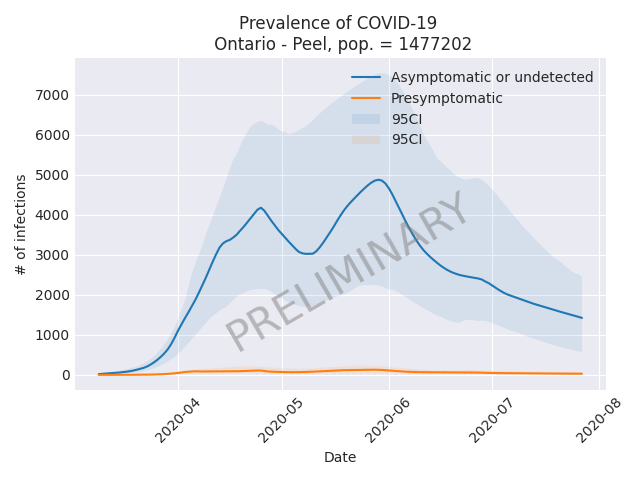 Prevalence of COVID-19
Ontario - Peel, pop. = 1477202
Asymptomatic or undetected
Presymptomatic
95CI
95CI
7000
6000
5000
4000
3000
2000
1000
0
# of infections
PRELIMINARY
2020-04
2020-05
2020-06
2020-07
2020-08
Date